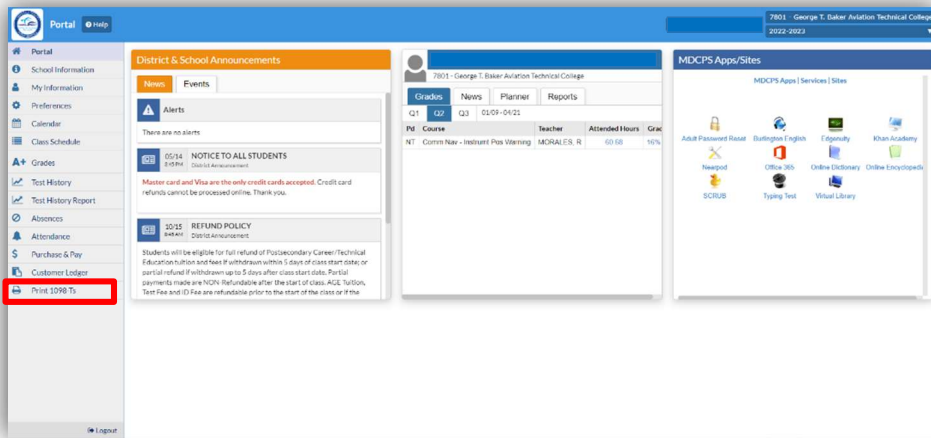 Portal Help
7801 - George T. Baker Aviation Technical College
2022-2023
Portal
School Information
My Information
Preferences
Calendar
Class Schedule
A+ Grades
Test History
Test History Report
Absences
Attendance
$ Purchase & Pay
Customer Ledger
Print 1098-Ts
Logout
District & School Announcements
News Events
Alerts
There are no alerts
05/14 NOTICE TO ALL STUDENTS
District Announcement
Master card and Visa are the only credit cards accepted. Credit card
refunds cannot be processed online. Thank you.
10/15 REFUND POLICY
District Announcement
Students will be eligible for full refund of Postsecondary Career/Technical
Education tuition and fees if withdrawn within 5 days of class start date; or
partial refund if withdrawn up to 5 days after class start date. Partial
payments made are NON-Refundable after the start of class. AGE Tuition,
Test Fee and ID Fee are refundable prior to the start of the class or if the
7801 - George T. Baker Aviation Technical College
Grades News Planner Reports
Q1 Q2 Q3 01/09 - 04/21
Pd Course Teacher Attended Hours Grad
NT Comm Nav - Instrumt Pos Warning MORALES, R 60.58 16%
MDCPS Apps/Sites
MDCPS Apps | Services | Sites
Adult Password Reset Burlington English Edgenuity Khan Academy
Nearpod Office 365 Online Dictionary Online Encyclopedia
SCRUB Typing Test Virtual Library